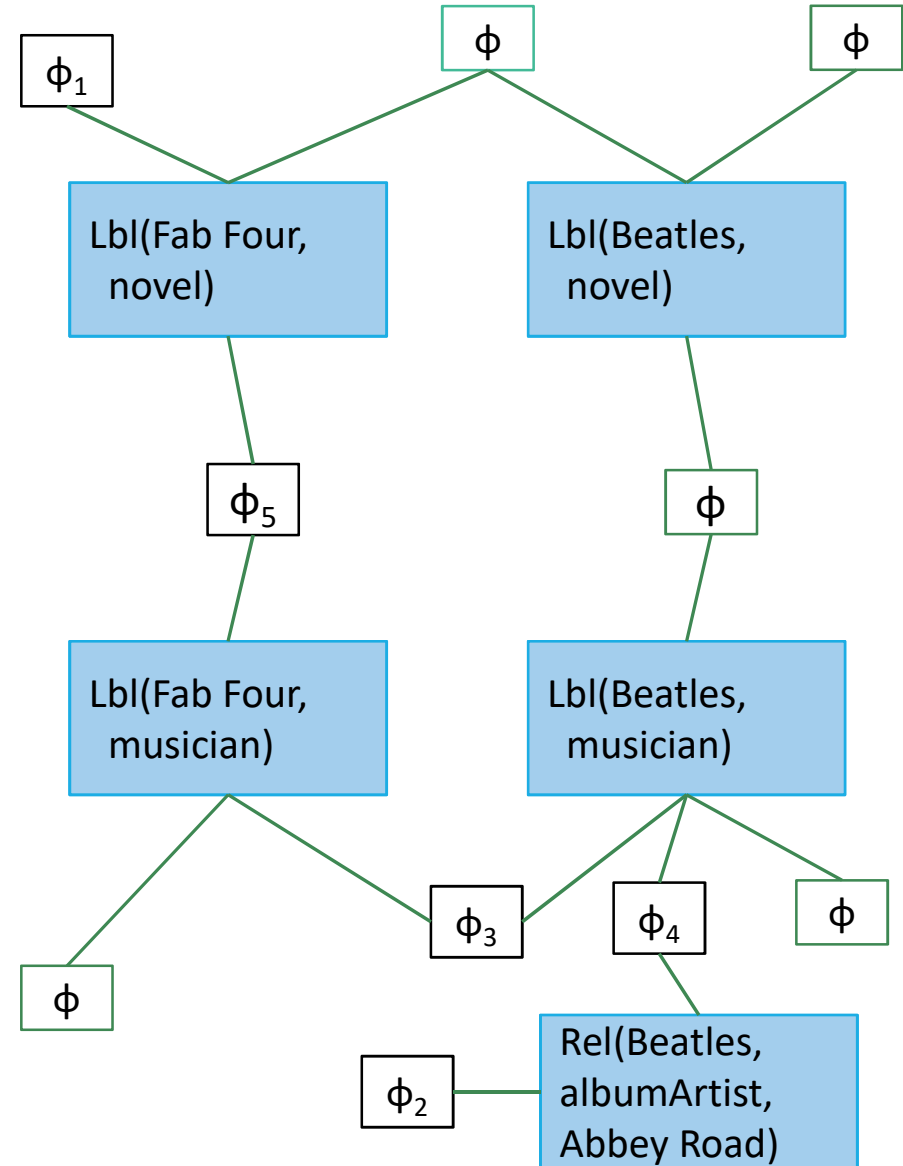 ϕ₁
ϕ
ϕ
Lbl(Fab Four,
novel)
Lbl(Beatles,
novel)
ϕ₅
ϕ
Lbl(Fab Four,
musician)
Lbl(Beatles,
musician)
ϕ
ϕ₃
ϕ₄
ϕ
ϕ₂
Rel(Beatles,
albumArtist,
Abbey Road)